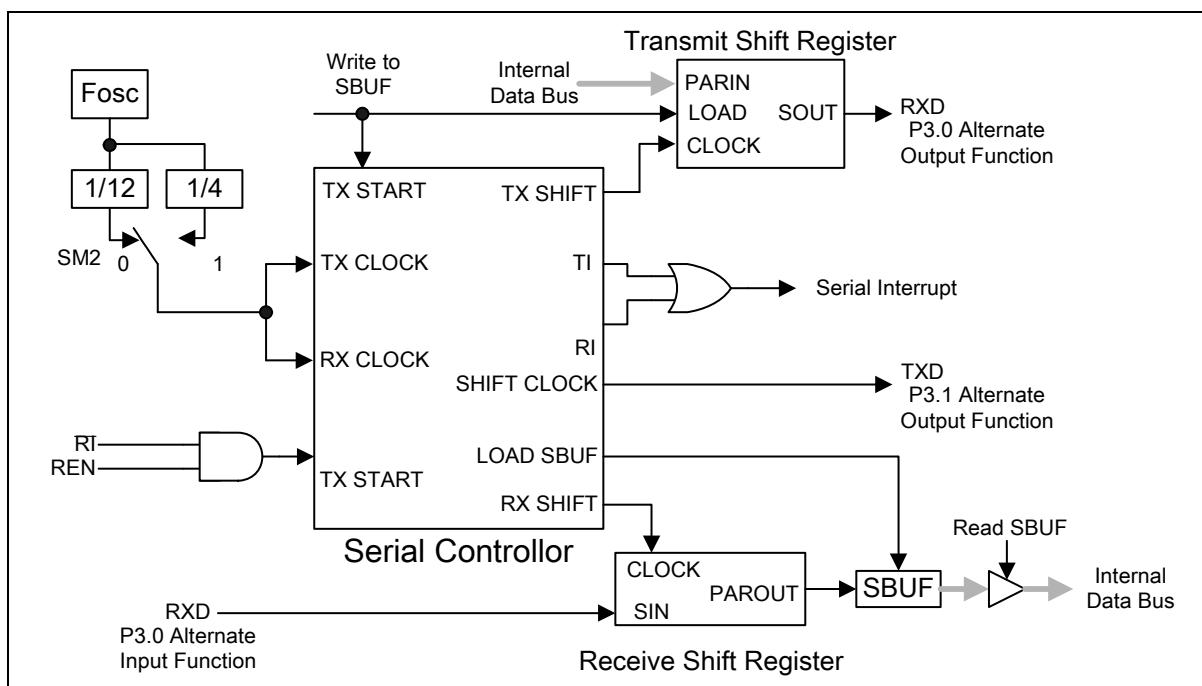 Transmit Shift Register
Write to
SBUF
Internal
Data Bus
PARIN
LOAD
SOUT
CLOCK
RXD
P3.0 Alternate
Output Function
Fosc
1/12
1/4
SM2
0
1
TX START
TX SHIFT
TX CLOCK
TI
Serial Interrupt
RX CLOCK
RI
SHIFT CLOCK
TXD
P3.1 Alternate
Output Function
RI
REN
LOAD SBUF
TX START
RX SHIFT
Serial Controllor
Read SBUF
CLOCK
PAROUT
SIN
SBUF
Internal
Data Bus
RXD
P3.0 Alternate
Input Function
Receive Shift Register